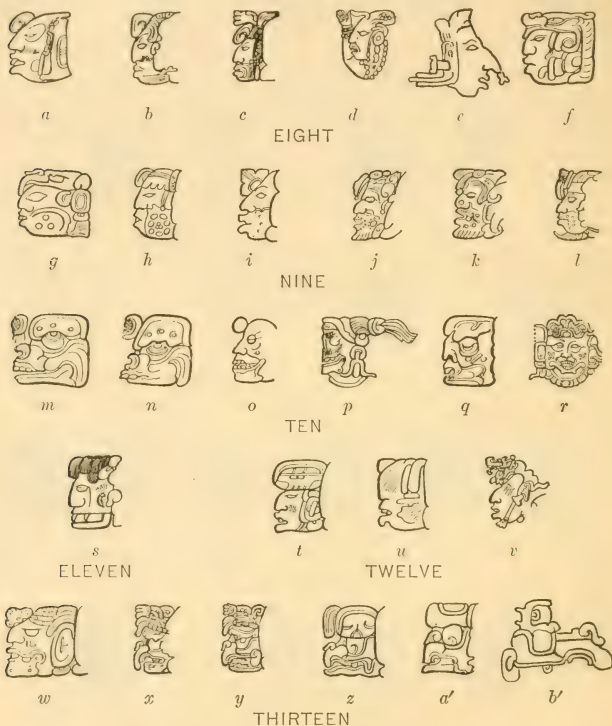 a b c d e f
EIGHT
g h i j k l
NINE
m n o p q r
TEN
s t u v
ELEVEN TWELVE
w x y z a' b'
THIRTEEN